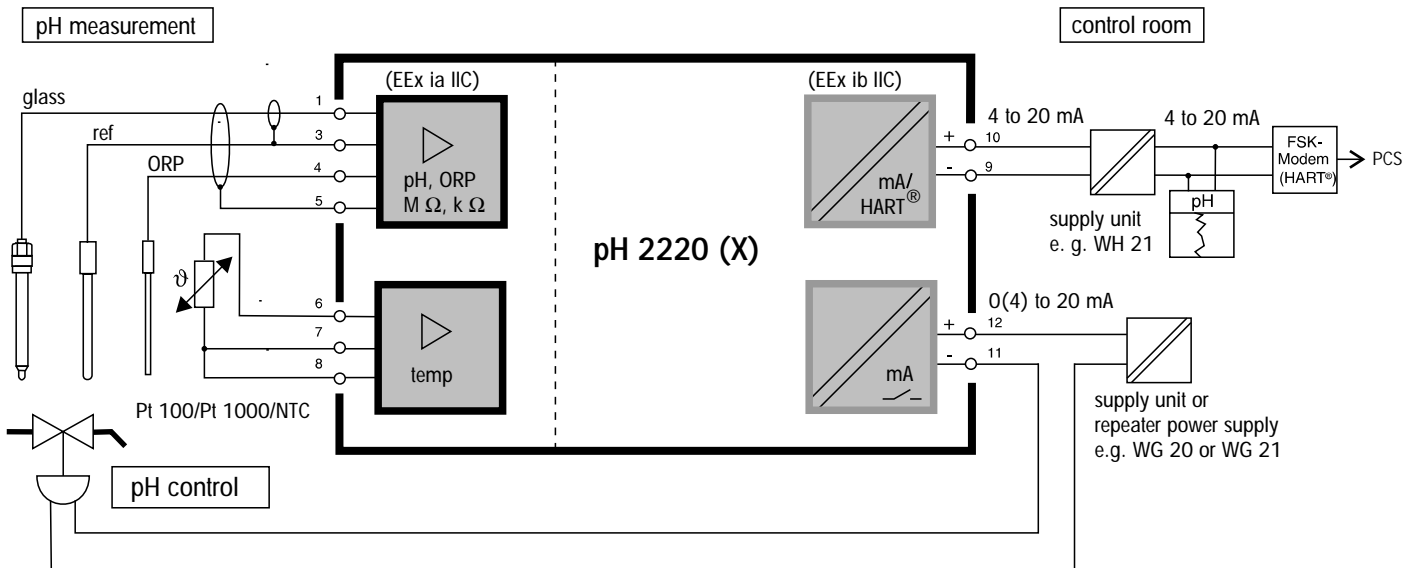 pH measurement
control room
(EEx ia IIC)
(EEx ib IIC)
glass
1
ref
3
ORP
4
5
pH, ORP
M Ω, k Ω
4 to 20 mA
4 to 20 mA
+ 10
- 9
mA/
HART®
FSK-
Modem
(HART®)
PCS
pH
supply unit
e. g. WH 21
pH 2220 (X)
ϑ
6
7
8
temp
Pt 100/Pt 1000/NTC
0(4) to 20 mA
+ 12
- 11
mA
supply unit or
repeater power supply
e.g. WG 20 or WG 21
pH control